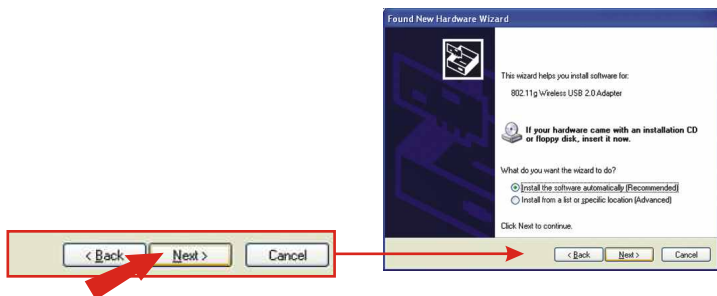 Found New Hardware Wizard
This wizard helps you install software for:
802.11g Wireless USB 2.0 Adapter
If your hardware came with an installation CD
or floppy disk, insert it now.
What do you want the wizard to do?
Install the software automatically (Recommended)
Install from a list or specific location (Advanced)
Click Next to continue.
< Back Next > Cancel
< Back Next > Cancel